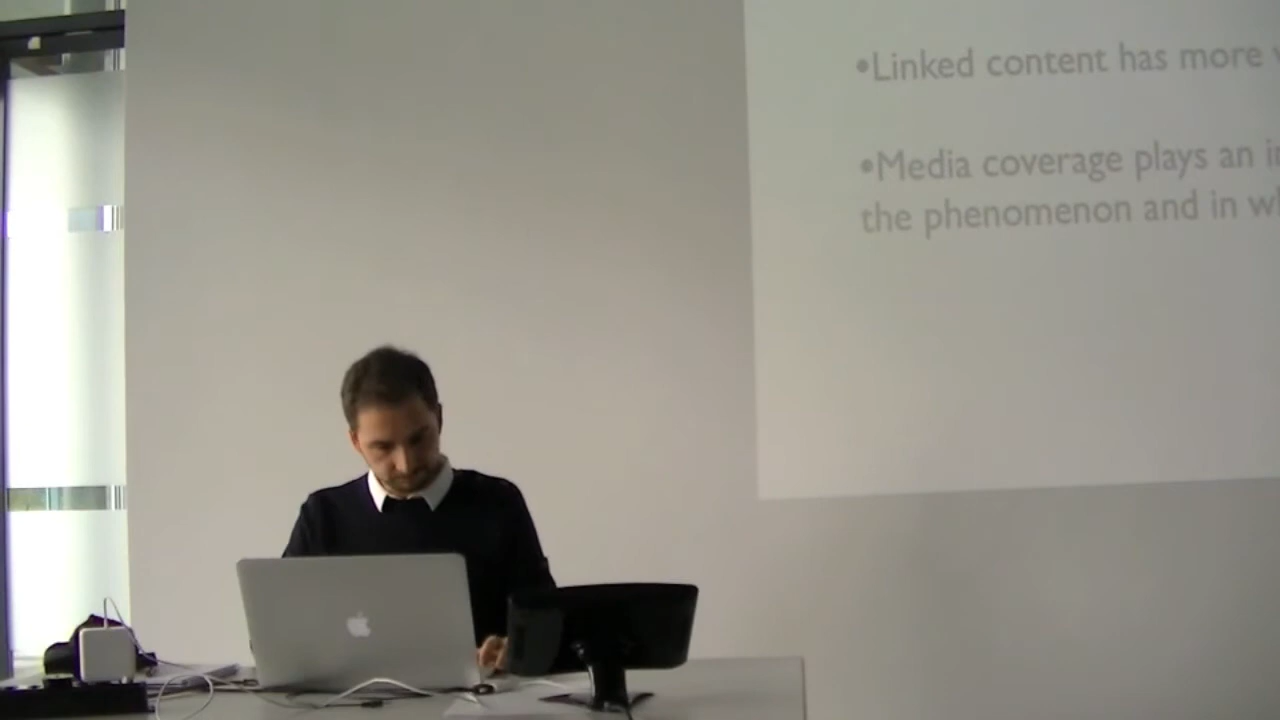 •Linked content has more
•Media coverage plays an
the phenomenon and in